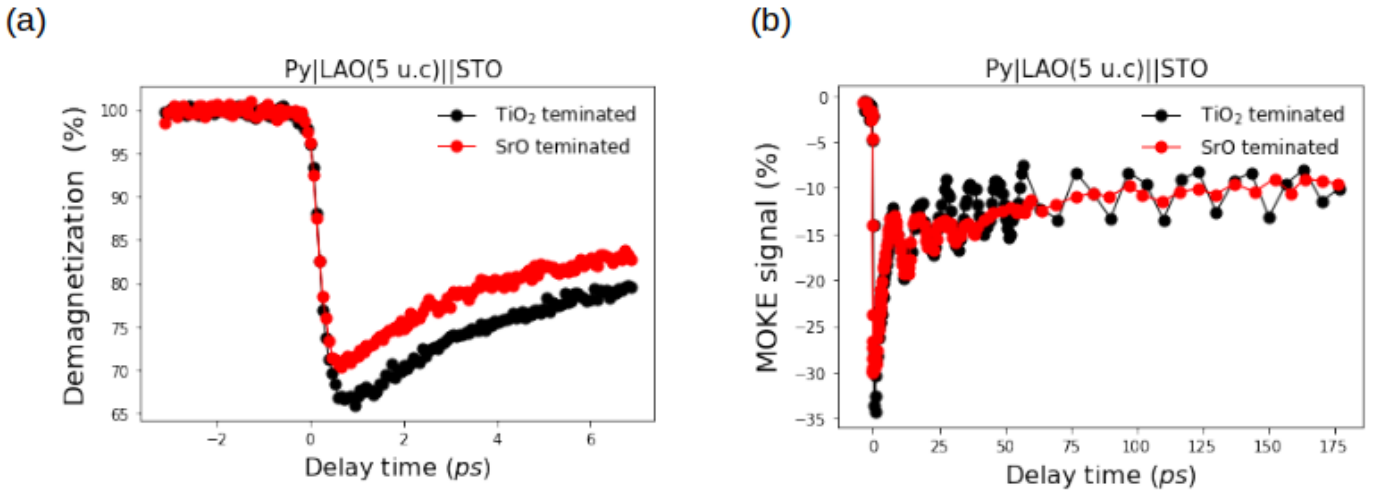 (a)
Py|LAO(5 u.c)||STO
Demagnetization (%)
100
95
90
85
80
75
70
65
TiO₂ teminated
SrO teminated
−2
0
2
4
6
Delay time (ps)
(b)
Py|LAO(5 u.c)||STO
MOKE signal (%)
0
−5
−10
−15
−20
−25
−30
−35
TiO₂ teminated
SrO teminated
0
25
50
75
100
125
150
175
Delay time (ps)